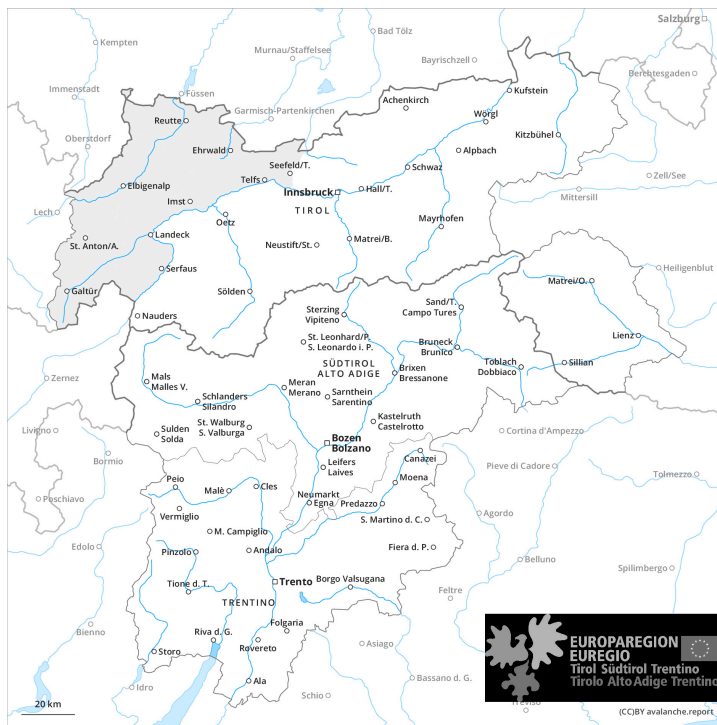 Salzburg
Kempten
Bad Tölz
Murnau/Staffelsee
Bayrischzell
Berchtesgaden
Immenstadt
Füssen
Garmisch-Partenkirchen
Achenkirch
Kufstein
Reutte
Wörgl
Oberstdorf
Ehrwald
Kitzbühel
Alpbach
Seefeld/T.
Schwaz
Telfs
Zell/See
Elbigenalp
Innsbruck
Hall/T.
Mittersill
Imst
TIROL
Lech
Oetz
Mayrhofen
St. Anton/A.
Landeck
Neustift/St.
Matrei/B.
Serfaus
Heiligenblut
Galtür
Sölden
Matrei/O.
Nauders
Sterzing
Vipiteno
Sand/T.
Campo Tures
Lienz
St. Leonhard/P.
S. Leonardo i. P.
Bruneck
Brunico
SÜDTIROL
ALTO ADIGE
Toblach
Dobbiaco
Sillian
Zernez
Mals
Malles V.
Meran
Merano
Brixen
Bressanone
Schlanders
Silandro
Sarnthein
Sarentino
Livigno
St. Walburg
S. Valburga
Kastelruth
Castelrotto
Sulden
Solda
Bozen
Bolzano
Cortina d'Ampezzo
Bormio
Canazei
Leifers
Laives
Pieve di Cadore
Tolmezzo
Poschiavo
Peio
Malè
Cles
Moena
Neumarkt
Egna
Predazzo
Vermiglio
Agordo
S. Martino d. C.
M. Campiglio
Edolo
Pinzolo
Andalo
Fiera d. P.
Belluno
Spilimbergo
Tione d. T.
Trento
Borgo Valsugana
Feltre
TRENTINO
Bienno
Riva d. G.
Folgaria
Rovereto
Asiago
Storo
Ala
Idro
Schio
Bassano d. G.
Treviso
EUROPAREGION
EUREGIO
Tirol Südtirol Trentino
Tirolo Alto Adige Trentino
20 km
(CC)BY avalanche.report